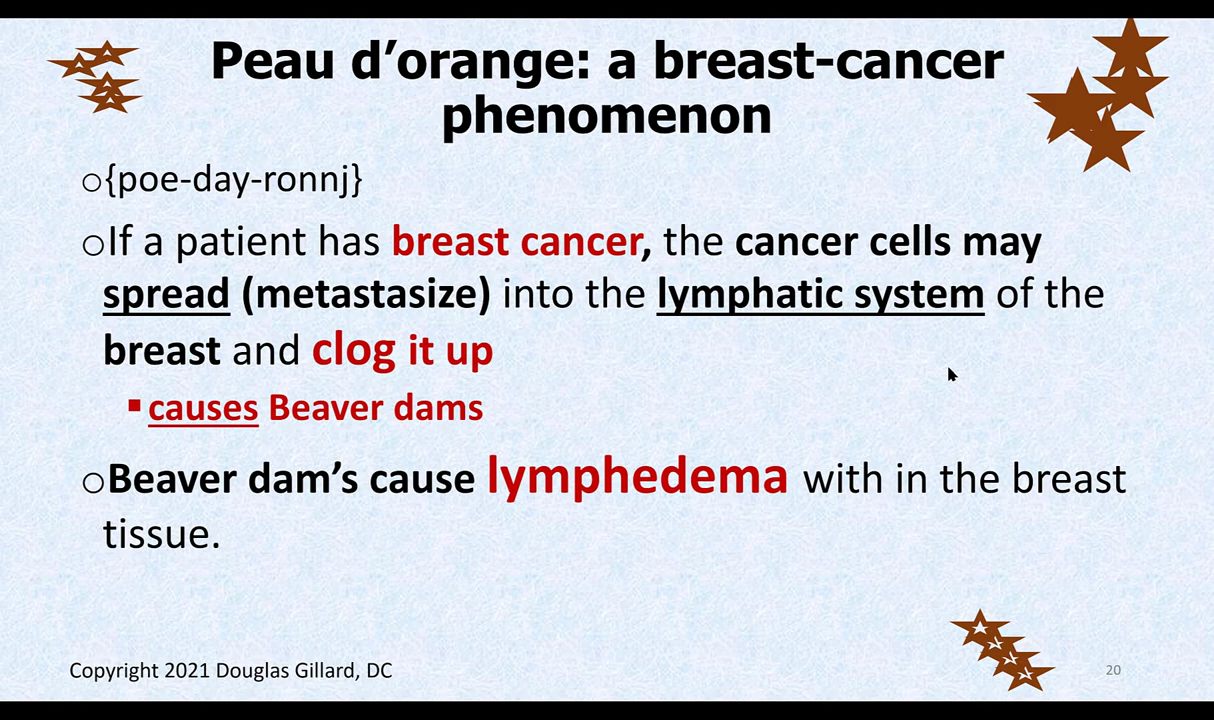 Peau d’orange: a breast-cancer
phenomenon
o{poe-day-ronnj}
oIf a patient has breast cancer, the cancer cells may
spread (metastasize) into the lymphatic system of the
breast and clog it up
▪causes Beaver dams
oBeaver dam’s cause lymphedema with in the breast
tissue.
Copyright 2021 Douglas Gillard, DC
20